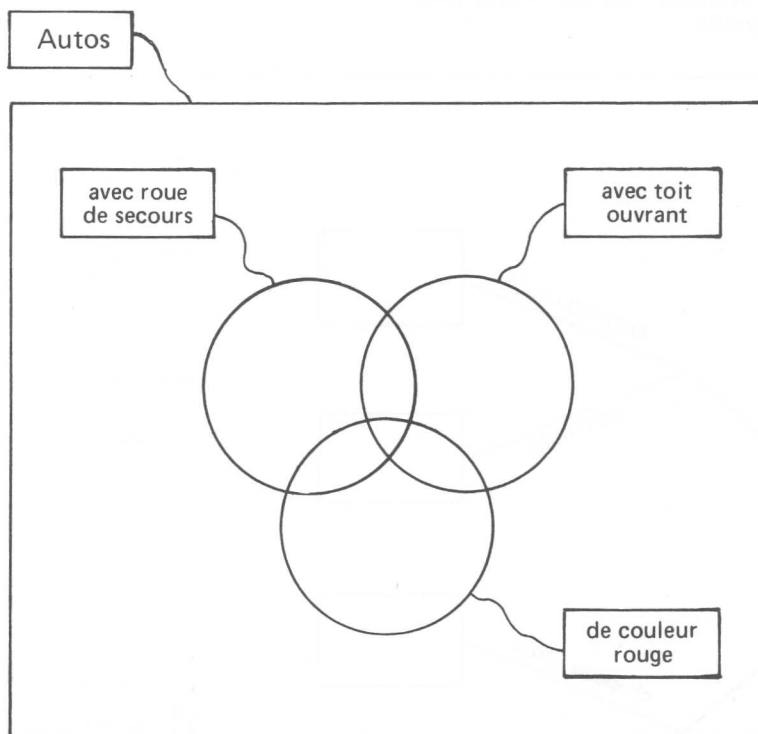 Autos
avec roue
de secours
avec toit
ouvrant
de couleur
rouge